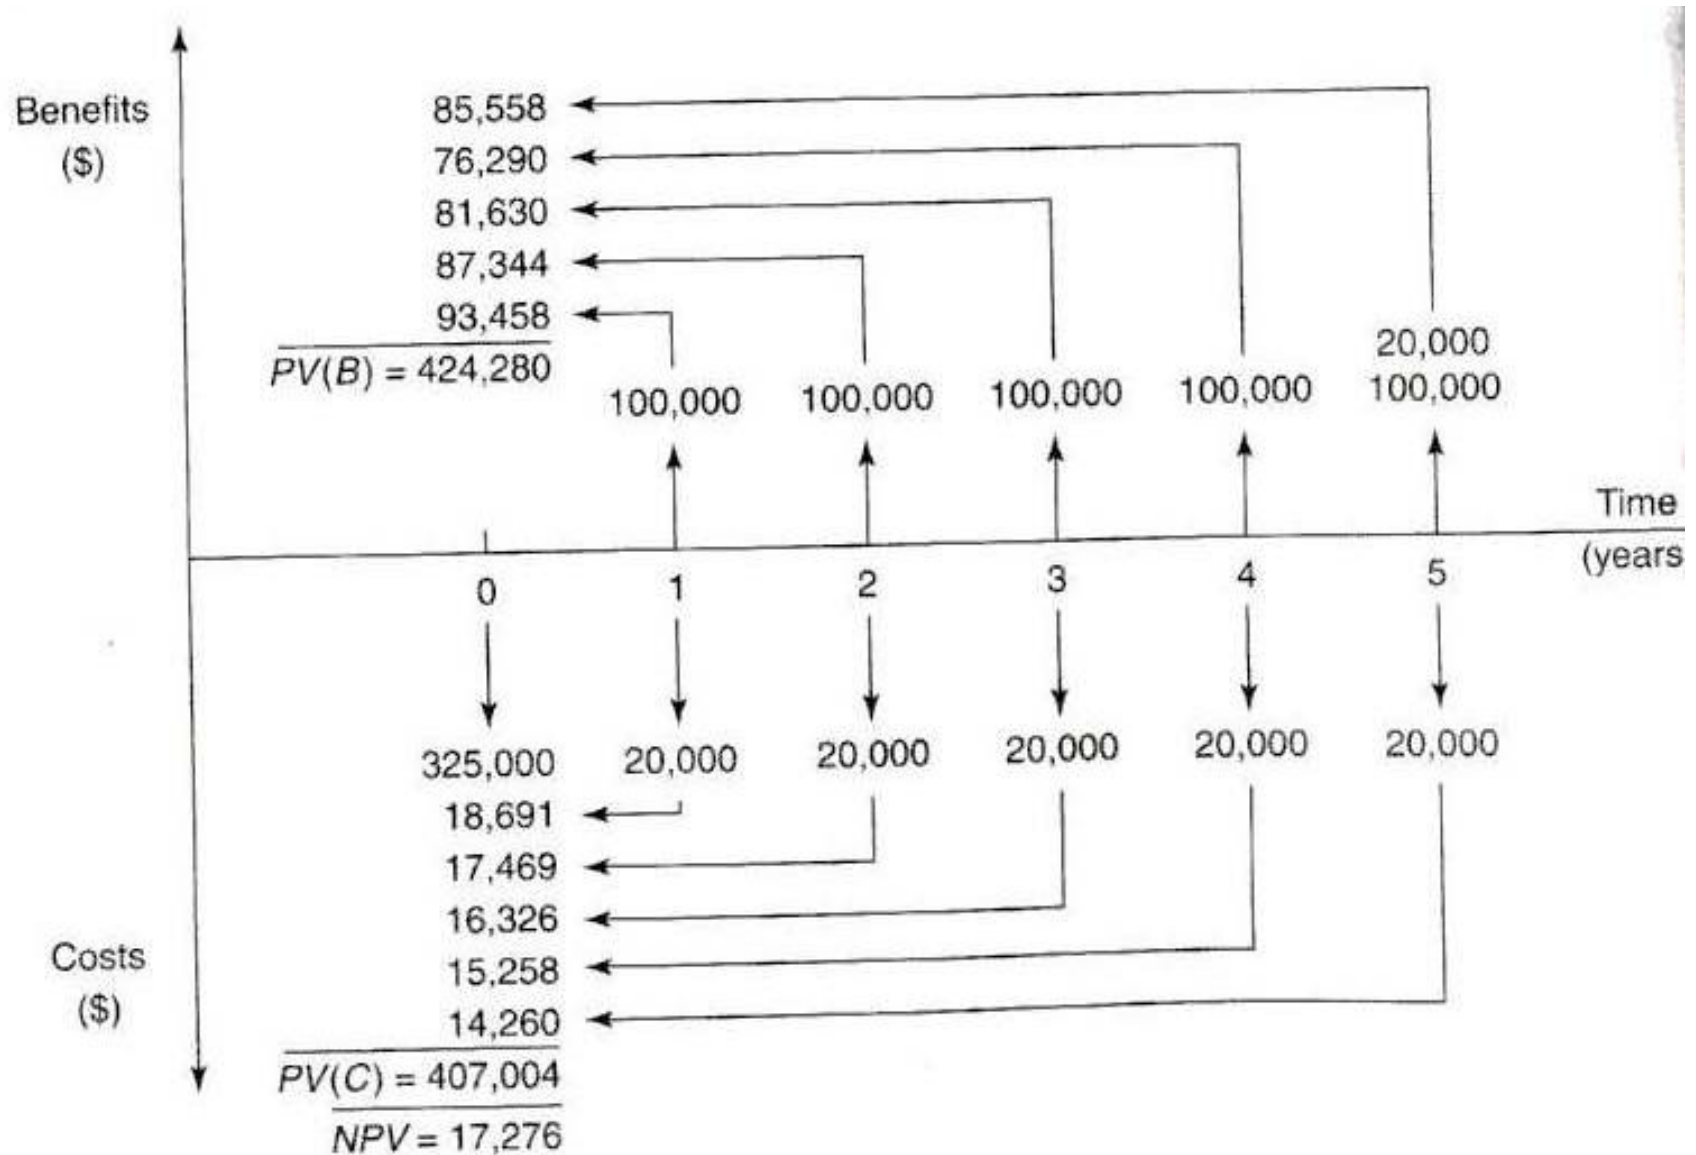 Benefits
($)
85,558
76,290
81,630
87,344
93,458
PV(B) = 424,280
20,000
100,000 100,000 100,000 100,000 100,000
Time
(years
0 1 2 3 4 5
325,000 20,000 20,000 20,000 20,000 20,000
18,691
17,469
16,326
15,258
14,260
Costs
($)
PV(C) = 407,004
NPV = 17,276